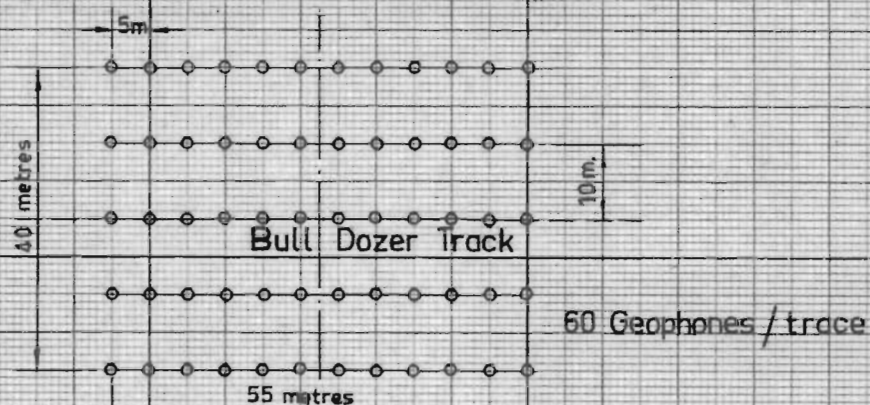 5m
40 metres
10m.
Bull Dozer Track
60 Geophones / trace
55 metres